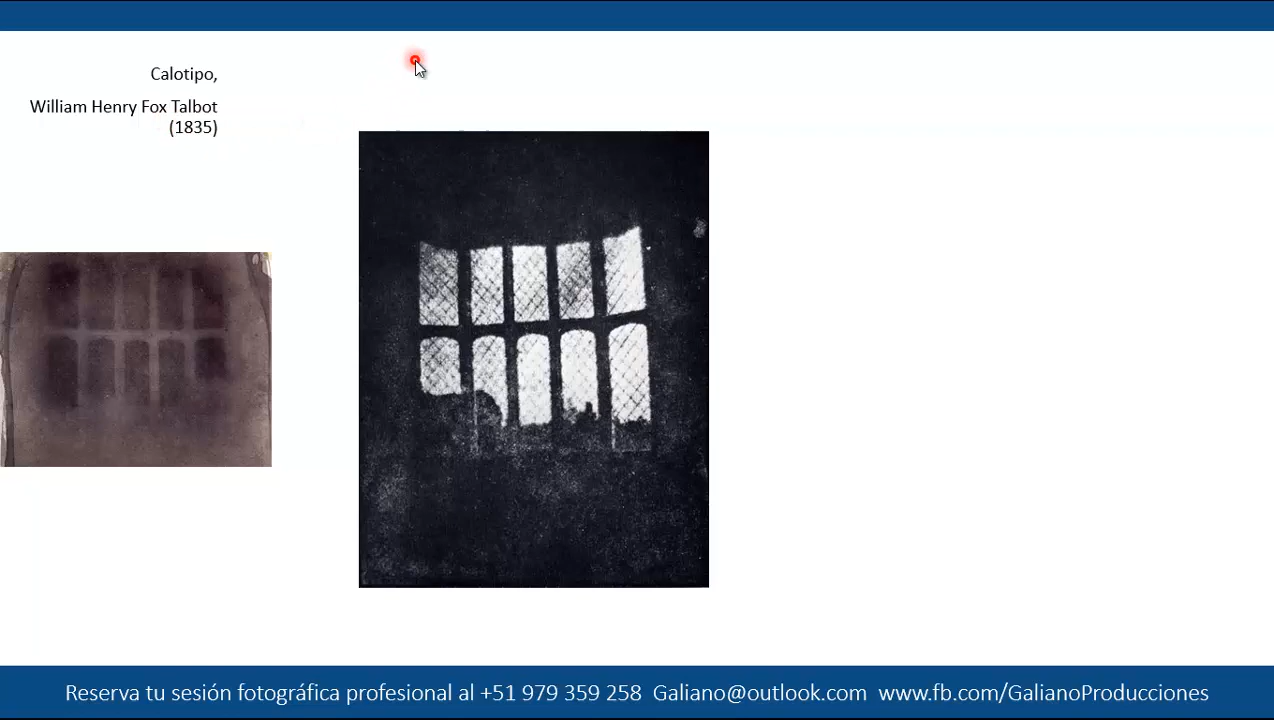 Calotipo,
William Henry Fox Talbot
(1835)
Reserva tu sesión fotográfica profesional al +51 979 359 258  Galiano@outlook.com  www.fb.com/GalianoProducciones